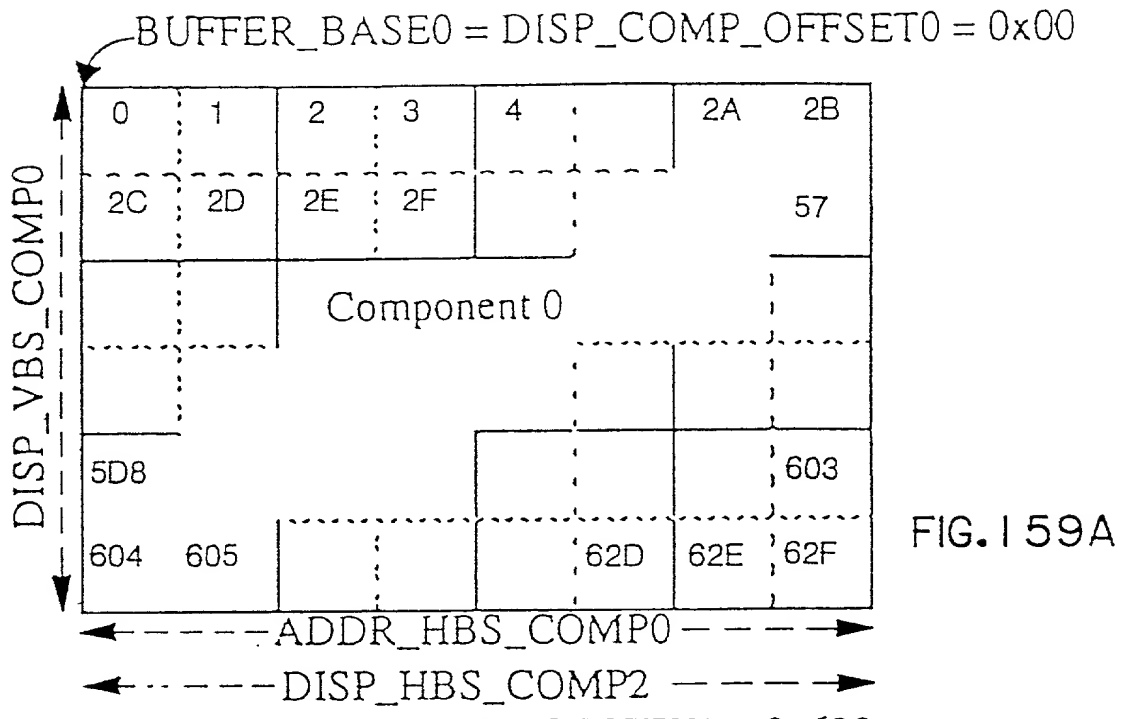 BUFFER_BASE0 = DISP_COMP_OFFSET0 = 0x00
0 1 2 3 4 2A 2B
2C 2D 2E 2F 57
Component 0
5D8 603
604 605 62D 62E 62F
DISP_VBS_COMP0
FIG.159A
ADDR_HBS_COMP0
DISP_HBS_COMP2